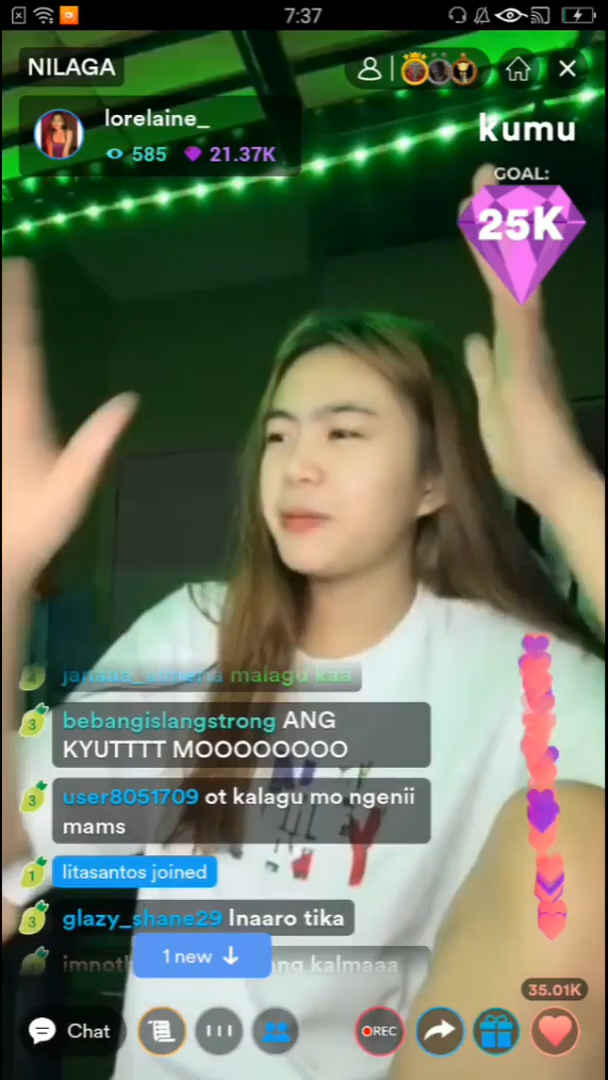 7:37
NILAGA
lorelaine_
585 21.37K
kumu
GOAL:
25K
malagu kaa
bebangislangstrong ANG
KYUTTTT MOOOOOOOO
user8051709 ot kalagu mo ngenii
mams
litasantos joined
glazy_shane29 Inaaro tika
1 new
kalmaaa
35.01K
Chat
REC